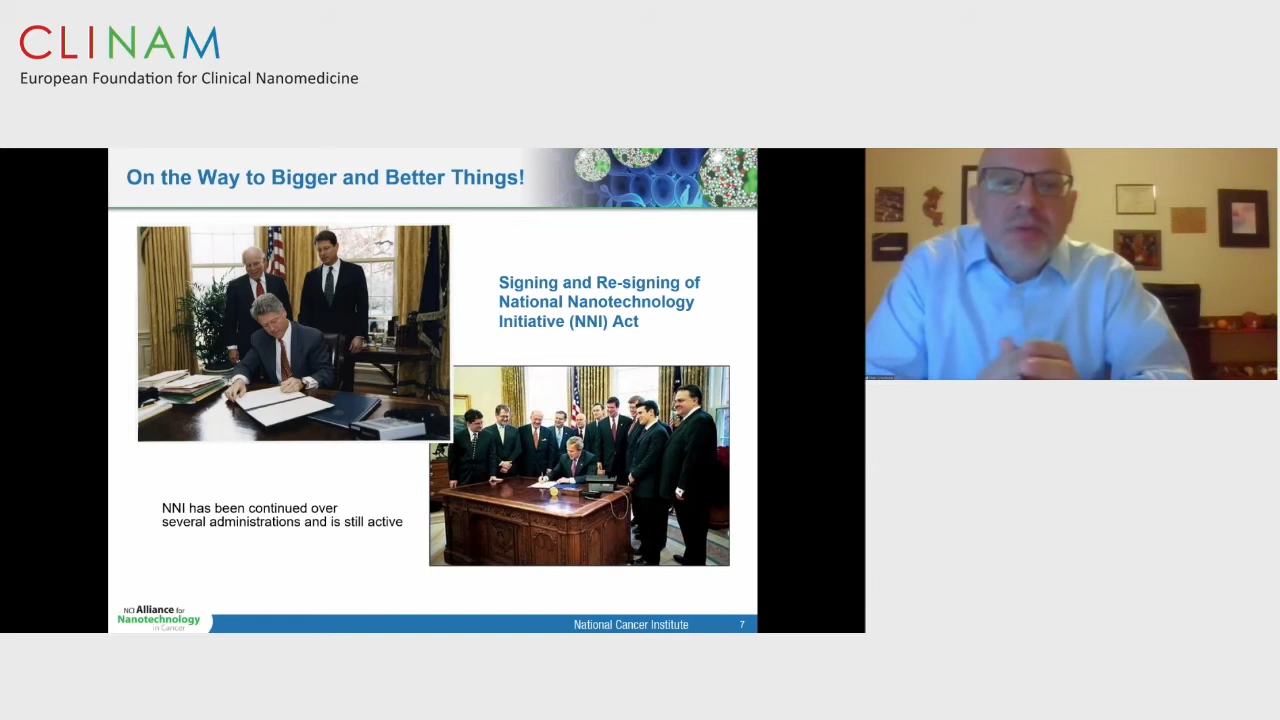 CLINAM
European Foundation for Clinical Nanomedicine
On the Way to Bigger and Better Things!
Signing and Re-signing of
National Nanotechnology
Initiative (NNI) Act
NNI has been continued over
several administrations and is still active
NCI Alliance for
Nanotechnology
in Cancer
National Cancer Institute
7